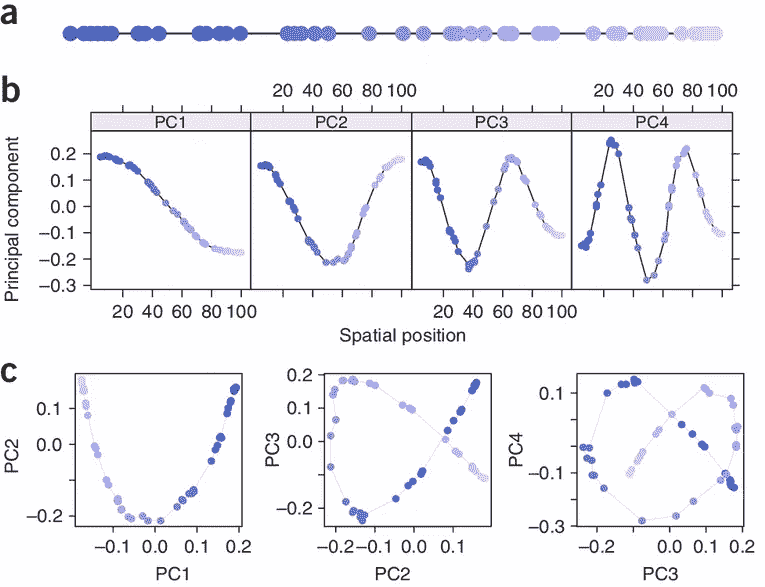 a
b
20 40 60 80 100 20 40 60 80 100
PC1 PC2 PC3 PC4
Principal component
0.2
0.1
0.0
−0.1
−0.2
−0.3
20 40 60 80 100 20 40 60 80 100
Spatial position
c
PC2
0.1
0.0
−0.2
−0.1 0.0 0.1 0.2
PC1
PC3
0.2
0.1
0.0
−0.2
−0.2 −0.1 0.0 0.1
PC2
PC4
0.1
−0.1
−0.3
−0.2 0.0 0.1 0.2
PC3